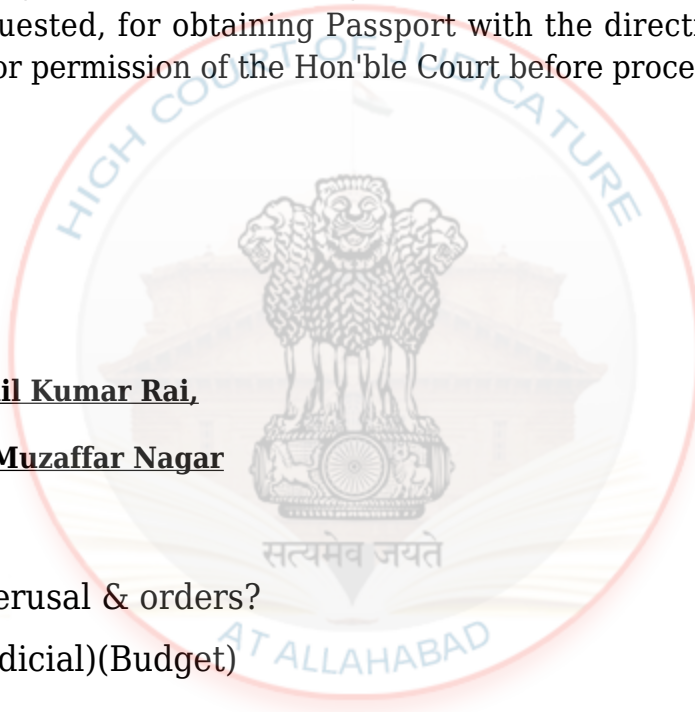 uested, for obtaining Passport with the directi
or permission of the Hon'ble Court before proce
HIGH COURT OF JUDICATURE
il Kumar Rai,
Muzaffar Nagar
सत्यमेव जयते
erusal & orders?
dicial)(Budget)
AT ALLAHABAD